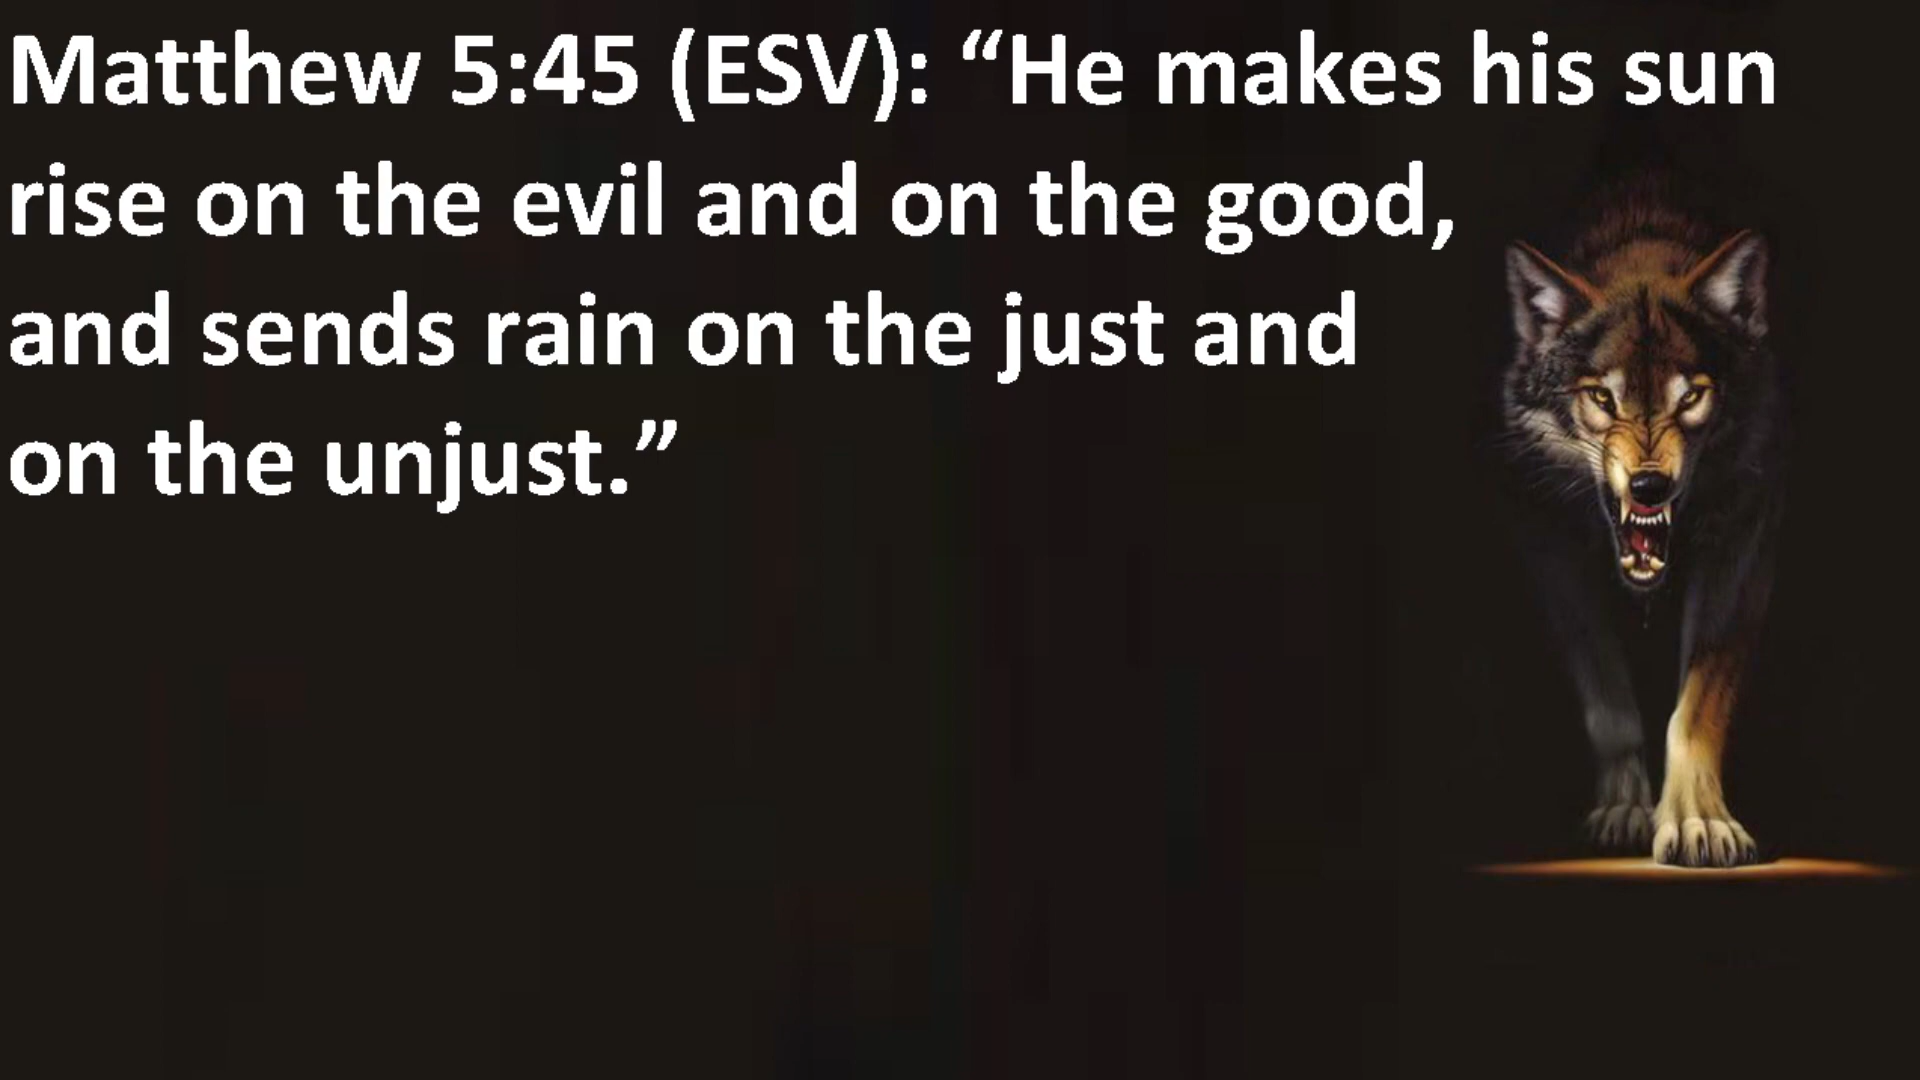 Matthew 5:45 (ESV): “He makes his sun
rise on the evil and on the good,
and sends rain on the just and
on the unjust.”